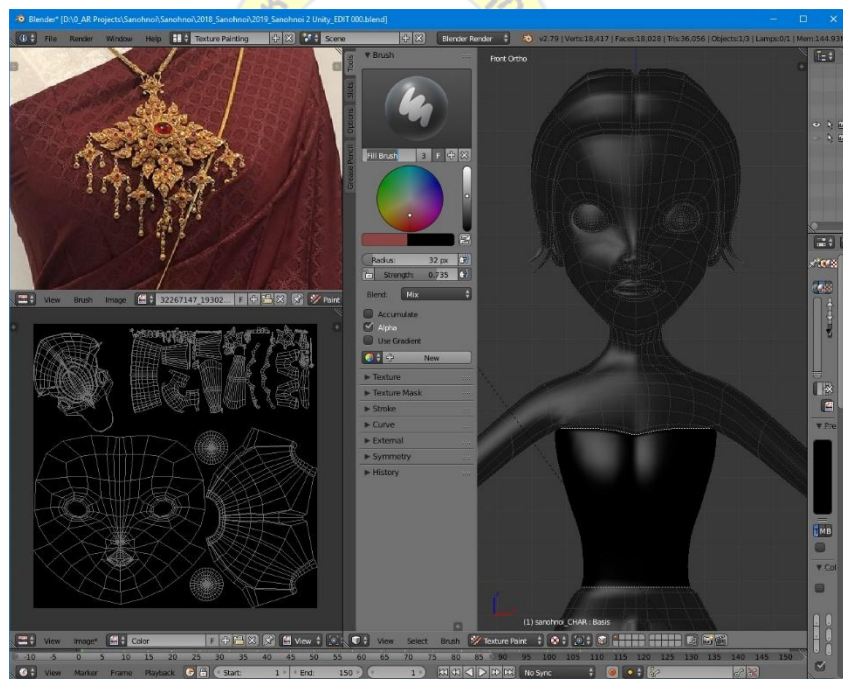 Blender* [D:\0_AR Projects\Sanohnoi\2018_Sanohnoi\2019_Sanohnoi 2 Unity_EDIT 000.blend]
File Render Window Help Texture Painting Scene Blender Render v2.79 | Verts:18,417 | Faces:18,028 | Tris:36,056 | Objects:1/3 | Lamps:0/1 | Mem:144.93
Tools
Slots
Options
Grease Pencil
Brush
Fill Brush 3 F
Radius: 32 px
Strength: 0.735
Blend: Mix
Accumulate
Alpha
Use Gradient
New
Texture
Texture Mask
Stroke
Curve
External
Symmetry
History
Front Ortho
(1) sanohnoi_CHAR : Basis
View Brush Image 32267147_19302... F Paint
View Image* Color F View
View Select Brush Texture Paint
Pre
MB
Col
-10 -5 0 5 10 15 20 25 30 35 40 45 50 55 60 65 70 75 80 85 90 95 100 105 110 115 120 125 130 135 140 145 150
View Marker Frame Playback Start: 1 End: 150 1 No Sync